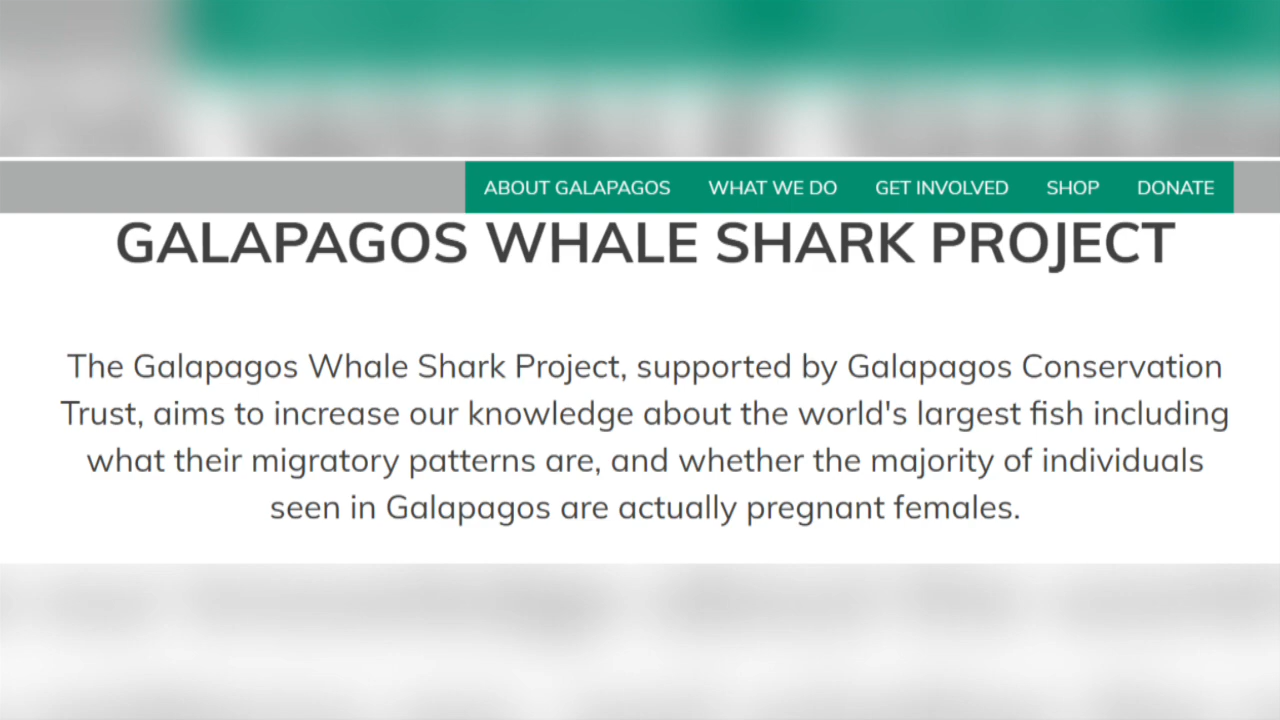 ABOUT GALAPAGOS WHAT WE DO GET INVOLVED SHOP DONATE
GALAPAGOS WHALE SHARK PROJECT
The Galapagos Whale Shark Project, supported by Galapagos Conservation
Trust, aims to increase our knowledge about the world's largest fish including
what their migratory patterns are, and whether the majority of individuals
seen in Galapagos are actually pregnant females.